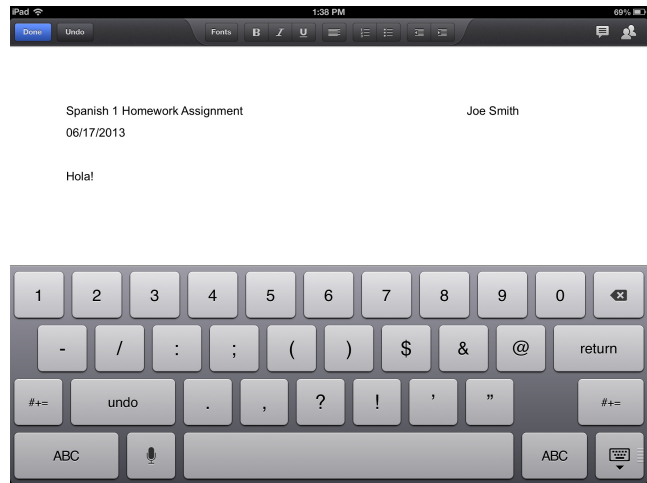 iPad 1:38 PM 69%
Done Undo Fonts B I U
Spanish 1 Homework Assignment Joe Smith
06/17/2013
Hola!
1 2 3 4 5 6 7 8 9 0
- / : ; ( ) $ & @ return
#+= undo . , ? ! ’ ” #+=
ABC ABC